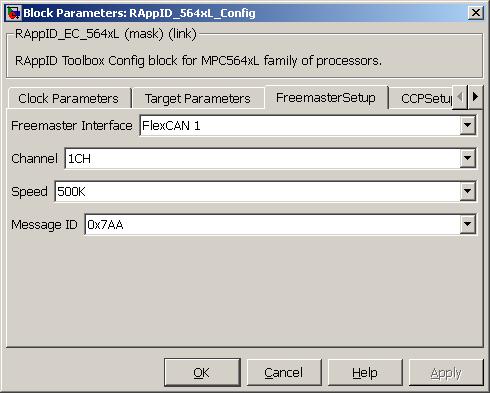 Block Parameters: RAppID_564xL_Config
RAppID_EC_564xL (mask) (link)
RAppID Toolbox Config block for MPC564xL family of processors.
Clock Parameters Target Parameters FreemasterSetup CCPSetup
Freemaster Interface FlexCAN 1
Channel 1CH
Speed 500K
Message ID 0x7AA
OK Cancel Help Apply